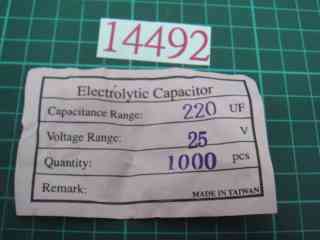 14492
Electrolytic Capacitor
Capacitance Range: 220 UF
Voltage Range: 25 V
Quantity: 1000 pcs
Remark:
MADE IN TAIWAN